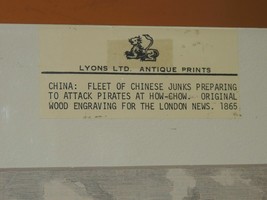 LYONS LTD. ANTIQUE PRINTS
CHINA: FLEET OF CHINESE JUNKS PREPARING
TO ATTACK PIRATES AT HOW-GHOW. ORIGINAL
WOOD ENGRAVING FOR THE LONDON NEWS. 1865